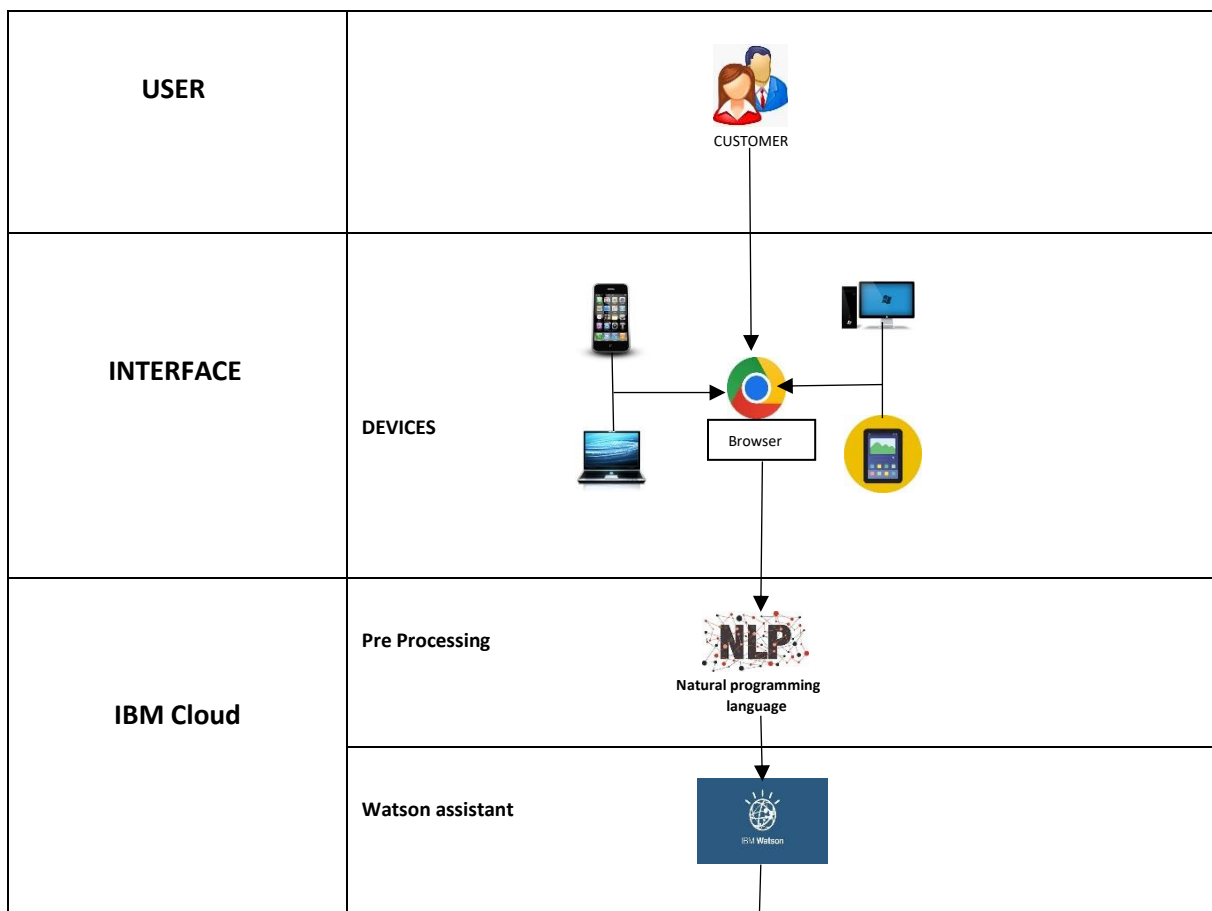 USER
CUSTOMER
INTERFACE
DEVICES
Browser
IBM Cloud
Pre Processing
NLP
Natural programming
language
Watson assistant
IBM Watson